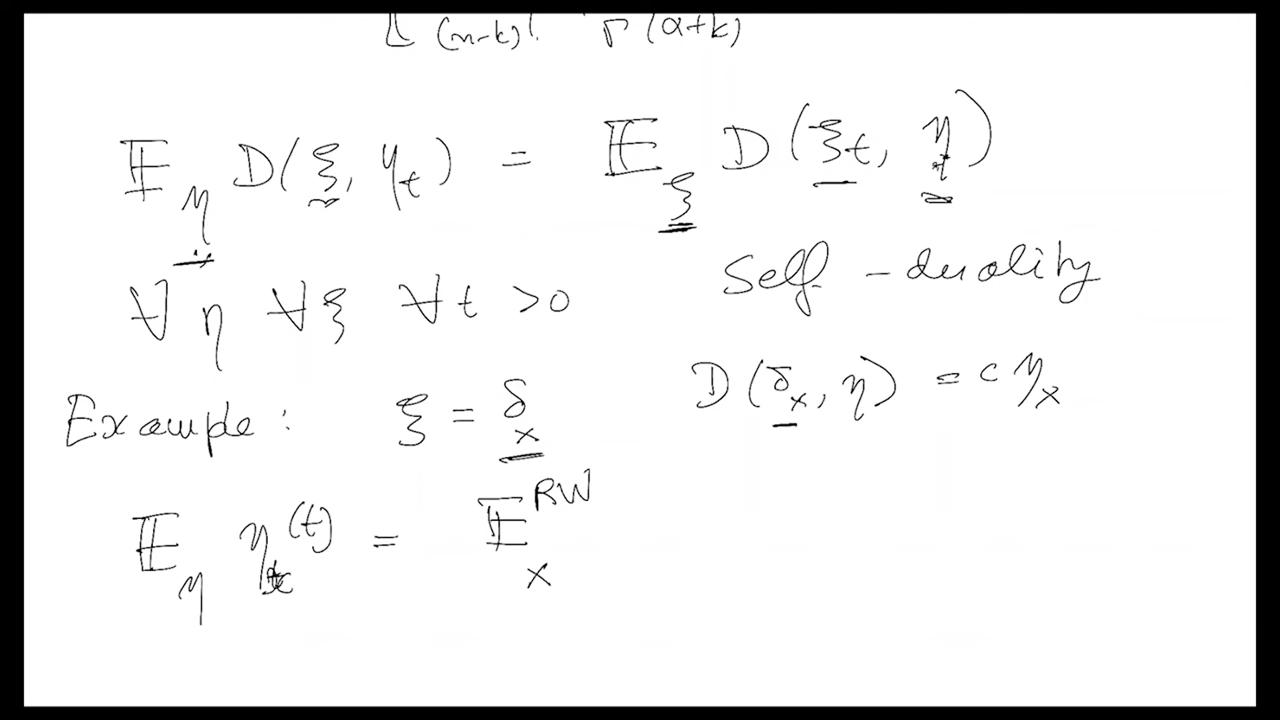 (n-k)! Γ(α+k)
𝔼_η D(ξ, η_t) = 𝔼_ξ D(ξ_t, η)
∀η ∀ξ ∀t >0 Self-duality
Example: ξ = δ_x D(δ_x, η) = c η_x
𝔼_η η_x(t) = 𝔼_x^RW